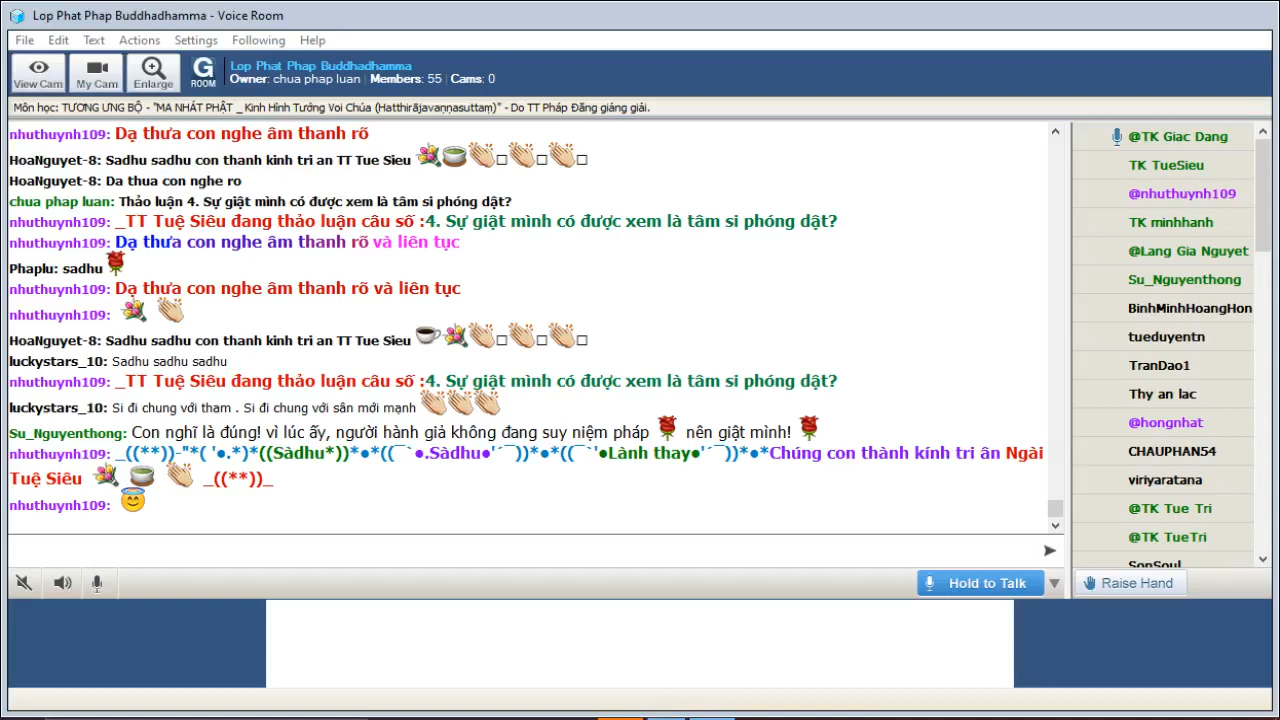 Lop Phat Phap Buddhadhamma - Voice Room
File Edit Text Actions Settings Following Help
View Cam My Cam Enlarge G ROOM
Lop Phat Phap Buddhadhamma
Owner: chua phap luan Members: 55 Cams: 0
Môn học: TƯƠNG ƯNG BỘ - "MA NHÁT PHẬT _ Kinh Hình Tướng Voi Chúa (Hatthirājavaṇṇasuttaṃ)" - Do TT Pháp Đăng giảng giải.
nhuthuynh109: Dạ thưa con nghe âm thanh rõ
HoaNguyet-8: Sadhu sadhu con thanh kinh tri an TT Tue Sieu
HoaNguyet-8: Da thua con nghe ro
chua phap luan: Thảo luận 4. Sự giật mình có được xem là tâm si phóng dật?
nhuthuynh109: _TT Tuệ Siêu đang thảo luận câu số :4. Sự giật mình có được xem là tâm si phóng dật?
nhuthuynh109: Dạ thưa con nghe âm thanh rõ và liên tục
Phaplu: sadhu
nhuthuynh109: Dạ thưa con nghe âm thanh rõ và liên tục
nhuthuynh109:
HoaNguyet-8: Sadhu sadhu con thanh kinh tri an TT Tue Sieu
luckystars_10: Sadhu sadhu sadhu
nhuthuynh109: _TT Tuệ Siêu đang thảo luận câu số :4. Sự giật mình có được xem là tâm si phóng dật?
luckystars_10: Si đi chung với tham . Si đi chung với sân mới mạnh
Su_Nguyenthong: Con nghĩ là đúng! vì lúc ấy, người hành giả không đang suy niệm pháp nên giật mình!
nhuthuynh109: _((**))-"*( '●.*)*((Sàdhu*))*●*((¯`●.Sàdhu●'´¯))*●*((¯`'●Lành thay●'´¯))*●*Chúng con thành kính tri ân Ngài
Tuệ Siêu _((**))_
nhuthuynh109:
Hold to Talk
@TK Giac Dang
TK TueSieu
@nhuthuynh109
TK minhhanh
@Lang Gia Nguyet
Su_Nguyenthong
BinhMinhHoangHon
tueduyentn
TranDao1
Thy an lac
@hongnhat
CHAUPHAN54
viriyaratana
@TK Tue Tri
@TK TueTri
SonSoul
Raise Hand